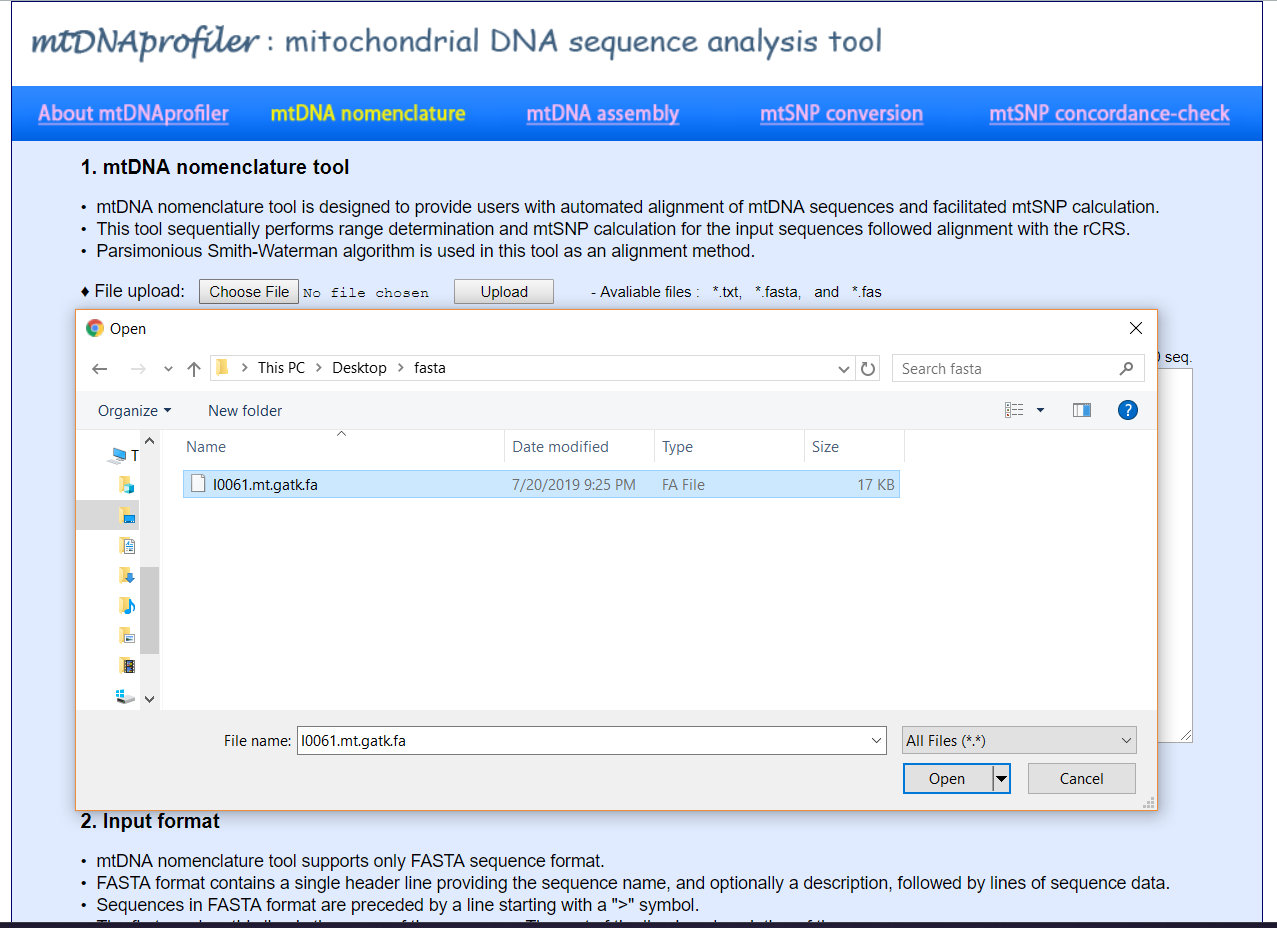 mtDNAprofiler : mitochondrial DNA sequence analysis tool
About mtDNAprofiler mtDNA nomenclature mtDNA assembly mtSNP conversion mtSNP concordance-check
1. mtDNA nomenclature tool
• mtDNA nomenclature tool is designed to provide users with automated alignment of mtDNA sequences and facilitated mtSNP calculation.
• This tool sequentially performs range determination and mtSNP calculation for the input sequences followed alignment with the rCRS.
• Parsimonious Smith-Waterman algorithm is used in this tool as an alignment method.
♦ File upload: Choose File No file chosen Upload - Avaliable files : *.txt, *.fasta, and *.fas
Open
seq.
This PC > Desktop > fasta
Search fasta
Organize New folder
Name Date modified Type Size
T
I0061.mt.gatk.fa 7/20/2019 9:25 PM FA File 17 KB
File name: I0061.mt.gatk.fa All Files (*.*)
Open Cancel
2. Input format
• mtDNA nomenclature tool supports only FASTA sequence format.
• FASTA format contains a single header line providing the sequence name, and optionally a description, followed by lines of sequence data.
• Sequences in FASTA format are preceded by a line starting with a ">" symbol.